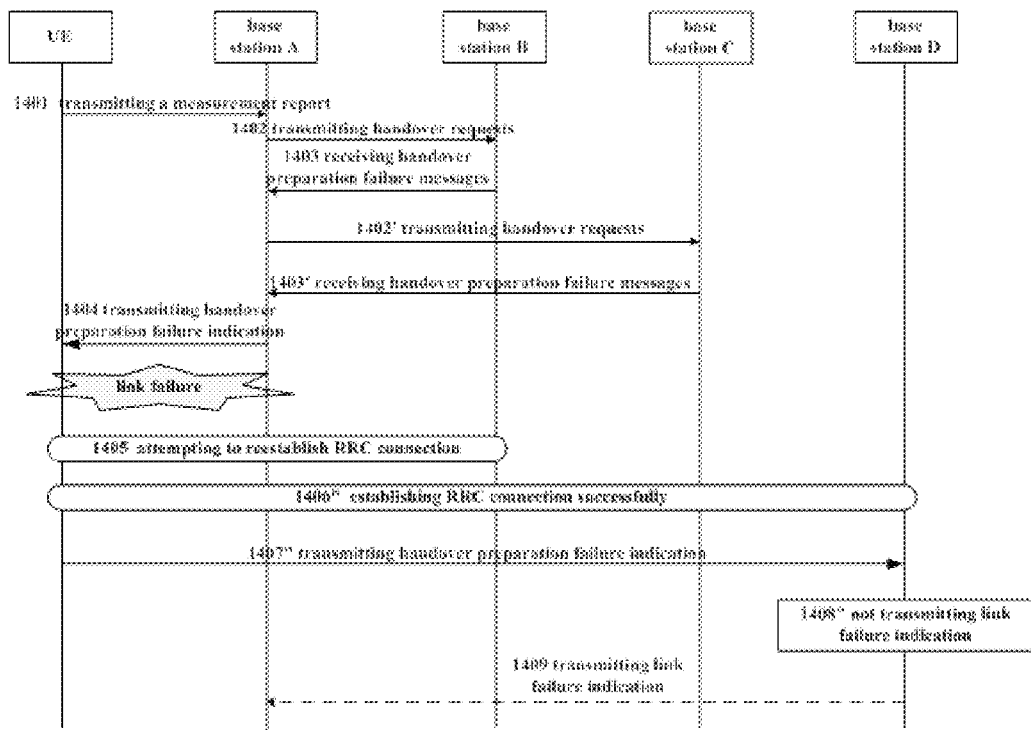 UE
base
station A
base
station B
base
station C
base
station D
1401 transmitting a measurement report
1402 transmitting handover requests
1403 receiving handover
preparation failure messages
1402' transmitting handover requests
1403' receiving handover preparation failure messages
1404 transmitting handover
preparation failure indication
link failure
1405 attempting to reestablish RRC connection
1406" establishing RRC connection successfully
1407" transmitting handover preparation failure indication
1408" not transmitting link
failure indication
1409 transmitting link
failure indication